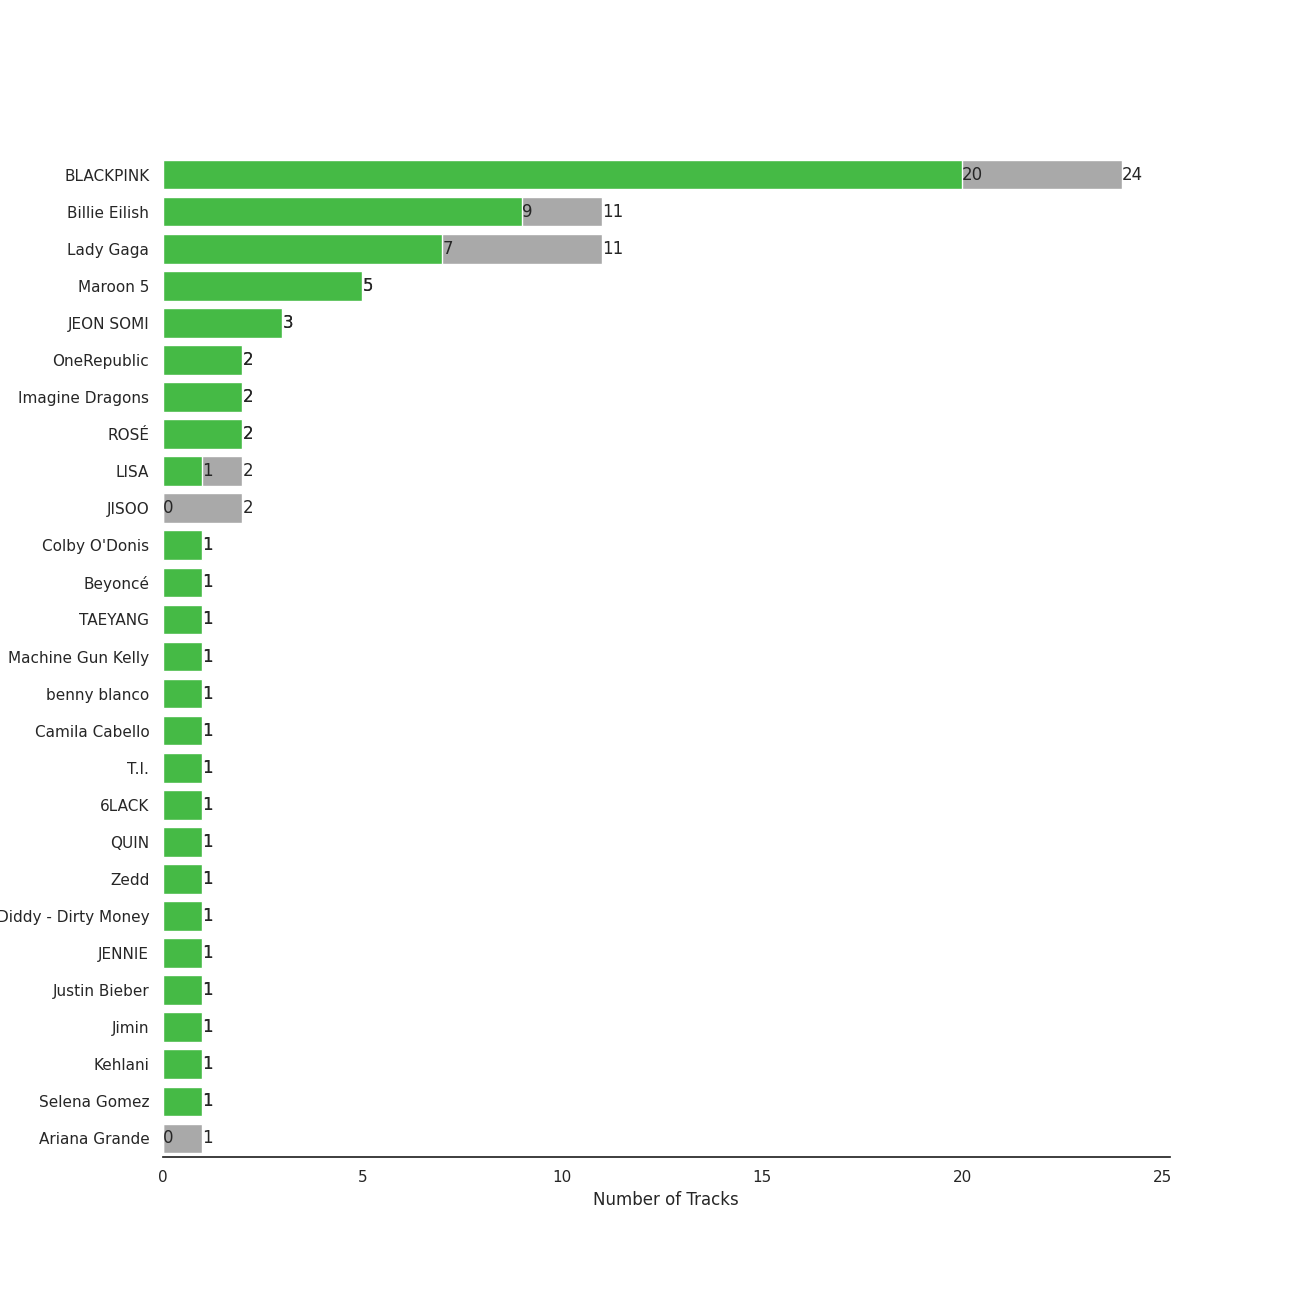 BLACKPINK 20 24
Billie Eilish 9 11
Lady Gaga 7 11
Maroon 5 5
JEON SOMI 3
OneRepublic 2
Imagine Dragons 2
ROSÉ 2
LISA 1 2
JISOO 0 2
Colby O'Donis 1
Beyoncé 1
TAEYANG 1
Machine Gun Kelly 1
benny blanco 1
Camila Cabello 1
T.I. 1
6LACK 1
QUIN 1
Zedd 1
Diddy - Dirty Money 1
JENNIE 1
Justin Bieber 1
Jimin 1
Kehlani 1
Selena Gomez 1
Ariana Grande 0 1
0 5 10 15 20 25
Number of Tracks